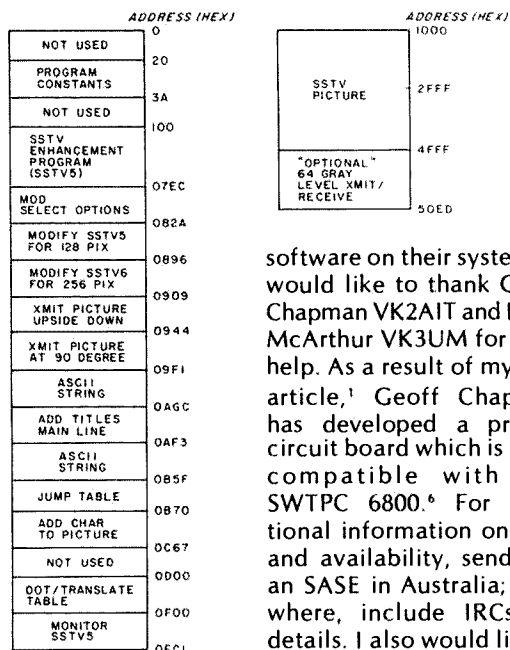 ADDRESS (HEX)
0
NOT USED
20
PROGRAM
CONSTANTS
3A
NOT USED
100
SSTV
ENHANCEMENT
PROGRAM
(SSTV5)
07EC
MOD
SELECT OPTIONS
082A
MODIFY SSTV5
FOR 128 PIX
0896
MODIFY SSTV6
FOR 256 PIX
0909
XMIT PICTURE
UPSIDE DOWN
0944
XMIT PICTURE
AT 90 DEGREE
09F1
ASCII
STRING
0AGC
ADD TITLES
MAIN LINE
0AF3
ASCII
STRING
0B5F
JUMP TABLE
0B70
ADD CHAR
TO PICTURE
0C67
NOT USED
0D00
DOT/TRANSLATE
TABLE
0F00
MONITOR
SSTV5
ADDRESS (HEX)
1000
SSTV
PICTURE
2FFF
4FFF
"OPTIONAL"
64 GRAY
LEVEL XMIT/
RECEIVE
50ED
software on their syste
would like to thank G
Chapman VK2AIT and
McArthur VK3UM for
help. As a result of my
article,¹ Geoff Chap
has developed a pr
circuit board which is
compatible with
SWTPC 6800.⁶ For
tional information on
and availability, send
an SASE in Australia;
where, include IRCs
details. I also would li